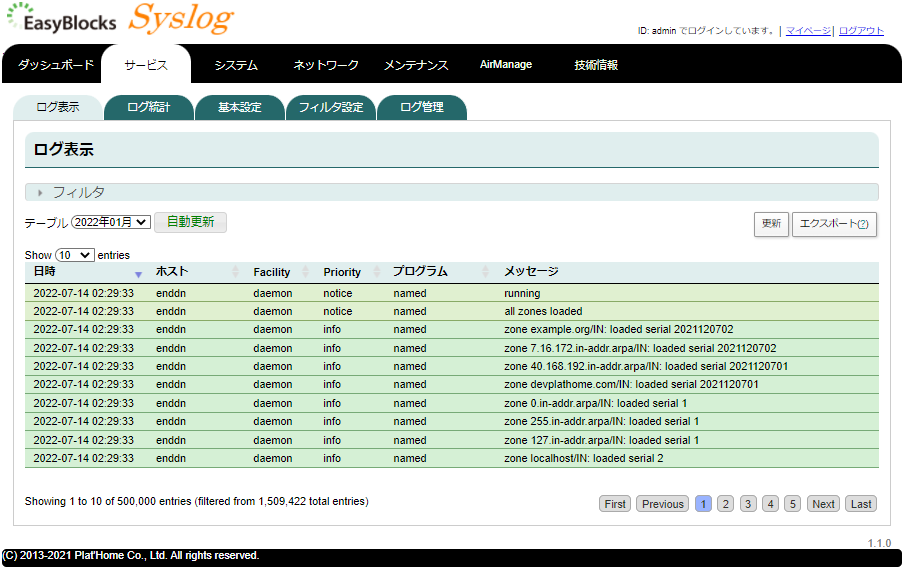 EasyBlocks Syslog
ID: admin でログインしています。| マイページ| ログアウト
ダッシュボード サービス システム ネットワーク メンテナンス AirManage 技術情報
ログ表示 ログ統計 基本設定 フィルタ設定 ログ管理
ログ表示
フィルタ
テーブル 2022年01月 自動更新 更新 エクスポート(?)
Show 10 entries
日時 ホスト Facility Priority プログラム メッセージ
2022-07-14 02:29:33 enddn daemon notice named running
2022-07-14 02:29:33 enddn daemon notice named all zones loaded
2022-07-14 02:29:33 enddn daemon info named zone example.org/IN: loaded serial 2021120702
2022-07-14 02:29:33 enddn daemon info named zone 7.16.172.in-addr.arpa/IN: loaded serial 2021120702
2022-07-14 02:29:33 enddn daemon info named zone 40.168.192.in-addr.arpa/IN: loaded serial 2021120701
2022-07-14 02:29:33 enddn daemon info named zone devplathome.com/IN: loaded serial 2021120701
2022-07-14 02:29:33 enddn daemon info named zone 0.in-addr.arpa/IN: loaded serial 1
2022-07-14 02:29:33 enddn daemon info named zone 255.in-addr.arpa/IN: loaded serial 1
2022-07-14 02:29:33 enddn daemon info named zone 127.in-addr.arpa/IN: loaded serial 1
2022-07-14 02:29:33 enddn daemon info named zone localhost/IN: loaded serial 2
Showing 1 to 10 of 500,000 entries (filtered from 1,509,422 total entries) First Previous 1 2 3 4 5 Next Last
1.1.0
(C) 2013-2021 Plat'Home Co., Ltd. All rights reserved.